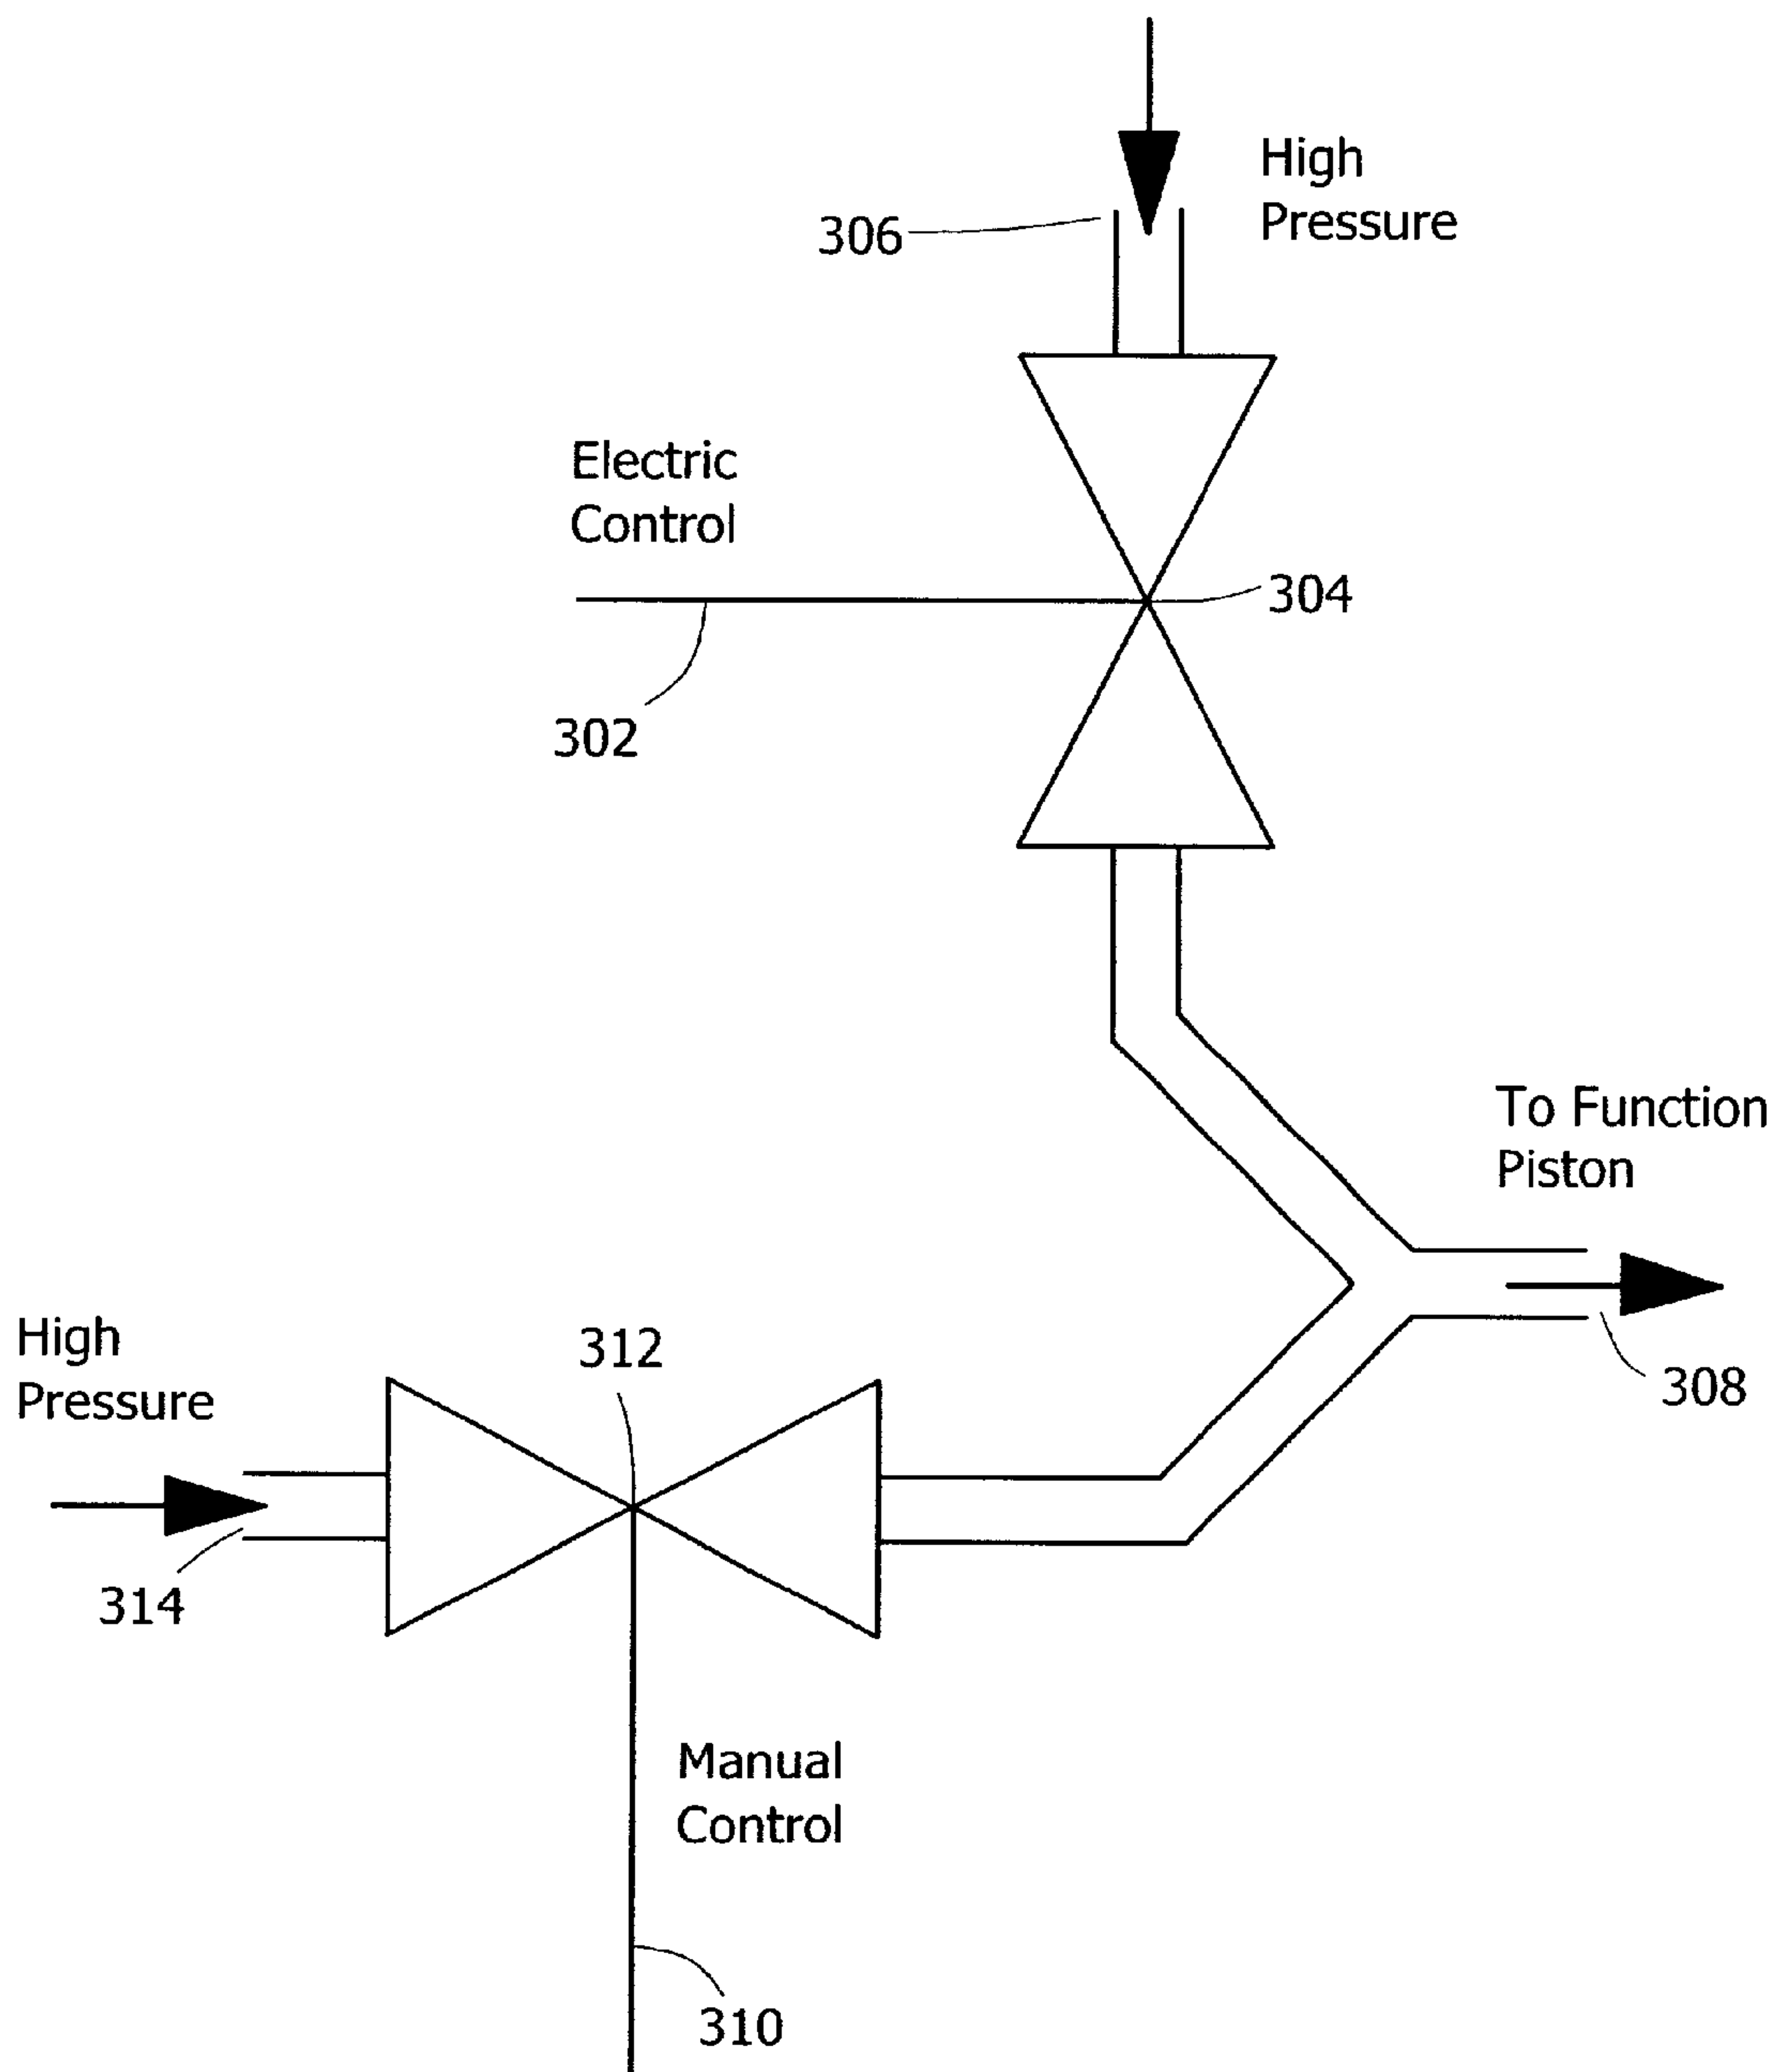 High
Pressure
306
Electric
Control
304
302
To Function
Piston
High
Pressure
312
308
314
Manual
Control
310